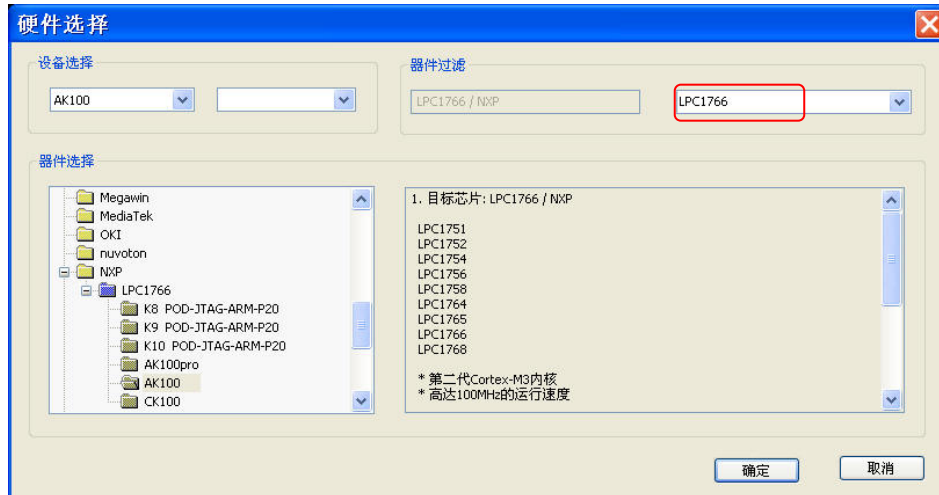 硬件选择
设备选择
AK100
器件过滤
LPC1766 / NXP
LPC1766
器件选择
Megawin
MediaTek
OKI
nuvoton
NXP
LPC1766
K8 POD-JTAG-ARM-P20
K9 POD-JTAG-ARM-P20
K10 POD-JTAG-ARM-P20
AK100pro
AK100
CK100
1. 目标芯片: LPC1766 / NXP
LPC1751
LPC1752
LPC1754
LPC1756
LPC1758
LPC1764
LPC1765
LPC1766
LPC1768
* 第二代Cortex-M3内核
* 高达100MHz的运行速度
确定
取消